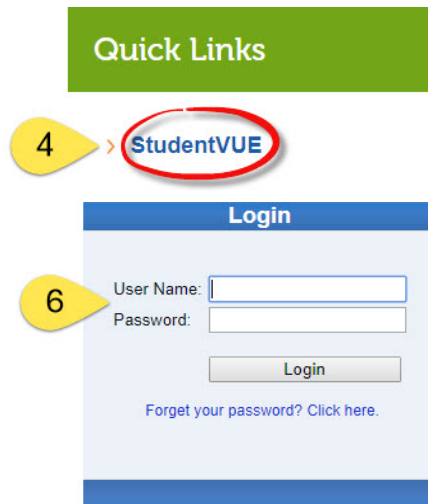 Quick Links
4 › StudentVUE
Login
User Name:
6
Password:
Login
Forget your password? Click here.